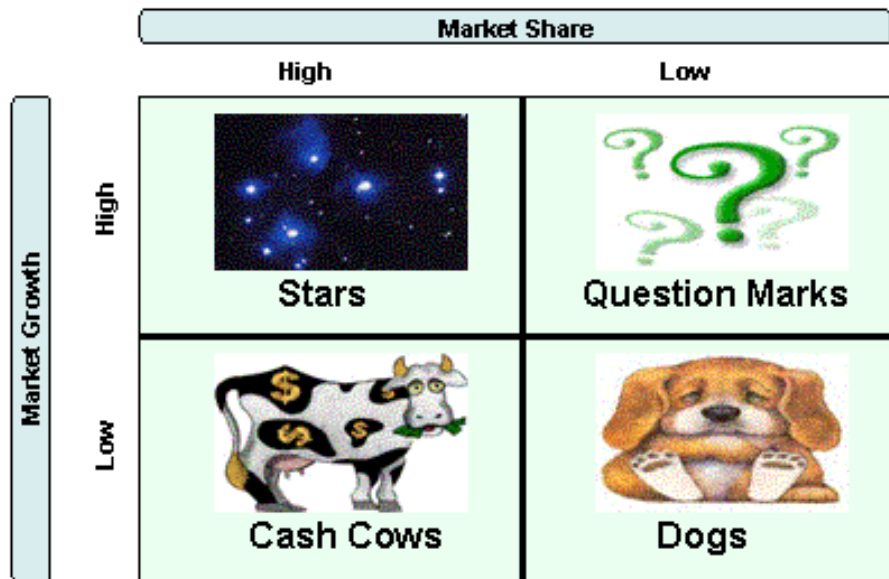 Market Share
High Low
Market Growth
High
Stars
Question Marks
Low
$ $ $
Cash Cows
Dogs